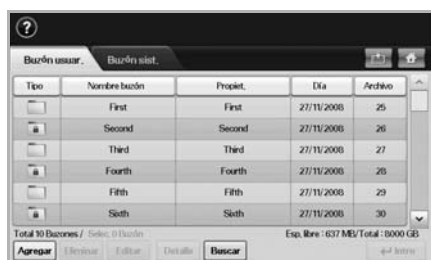 ?
Buzón usuar. Buzón sist.
Tipo Nombre buzón Propiet. Día Archivo
First First 27/11/2008 25
Second Second 27/11/2008 26
Third Third 27/11/2008 27
Fourth Fourth 27/11/2008 28
Fifth Fifth 27/11/2008 29
Sixth Sixth 27/11/2008 30
Total 10 Buzones / Selec. 0 Buzón Esp. libre : 637 MB/Total : 8000 GB
Agregar Eliminar Editar Detalle Buscar Intro